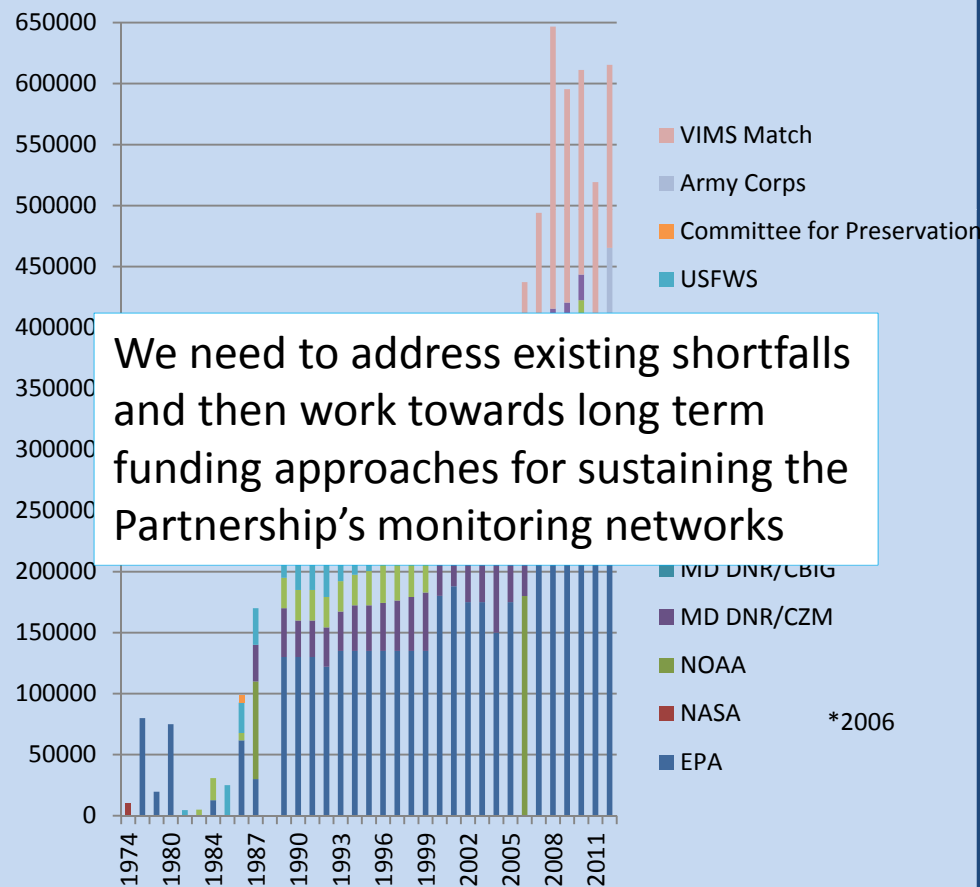 650000
600000
550000
500000
450000
400000
350000
300000
250000
200000
150000
100000
50000
0
We need to address existing shortfalls
and then work towards long term
funding approaches for sustaining the
Partnership’s monitoring networks
VIMS Match
Army Corps
Committee for Preservation
USFWS
MD DNR/CBIG
MD DNR/CZM
NOAA
NASA
*2006
EPA
1974
1980
1984
1987
1990
1993
1996
1999
2002
2005
2008
2011